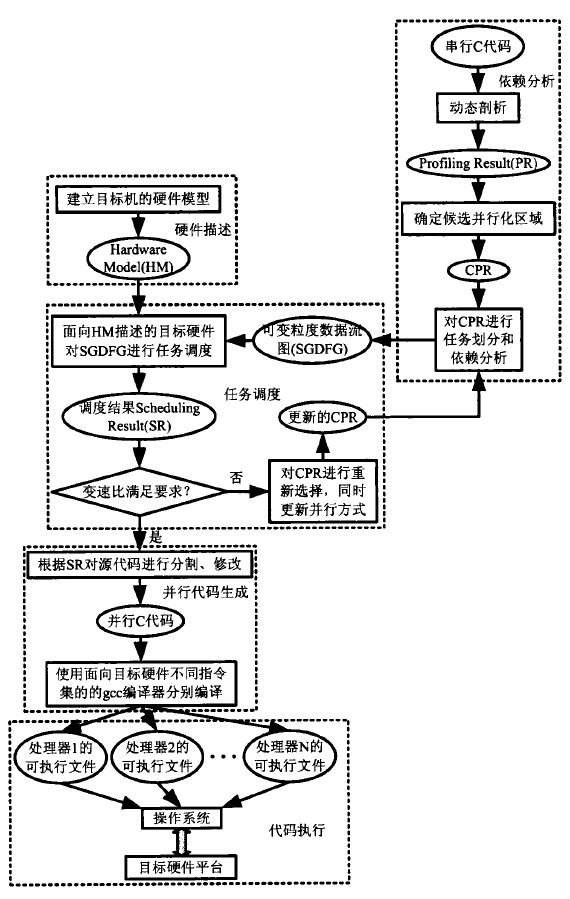 串行C代码
依赖分析
动态剖析
Profiling Result(PR)
确定候选并行化区域
CPR
对CPR进行
任务划分和
依赖分析
建立目标机的硬件模型
硬件描述
Hardware
Model(HM)
面向HM描述的目标硬件
对SGDFG进行任务调度
可变粒度数据流
图(SGDFG)
调度结果Scheduling
Result(SR)
任务调度
更新的CPR
变速比满足要求?
否
对CPR进行重
新选择，同时
更新并行方式
是
根据SR对源代码进行分割、修改
并行代码生成
并行C代码
使用面向目标硬件不同指令
集的的gcc编译器分别编译
处理器1的
可执行文件
处理器2的
可执行文件
···
处理器N的
可执行文件
操作系统
代码执行
目标硬件平台